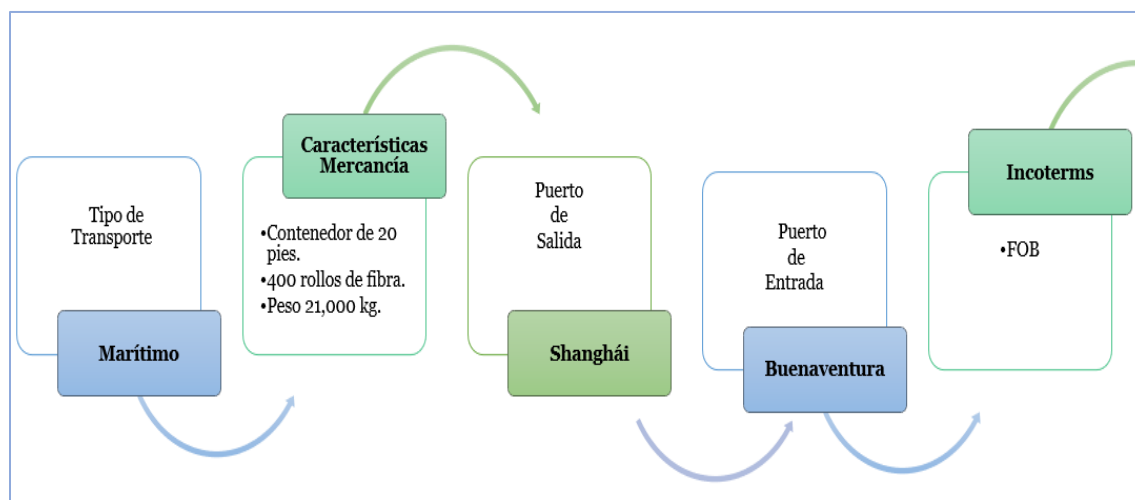 Tipo de
Transporte
Marítimo
Características
Mercancía
•Contenedor de 20
pies.
•400 rollos de fibra.
•Peso 21,000 kg.
Puerto
de
Salida
Shanghái
Puerto
de
Entrada
Buenaventura
Incoterms
•FOB